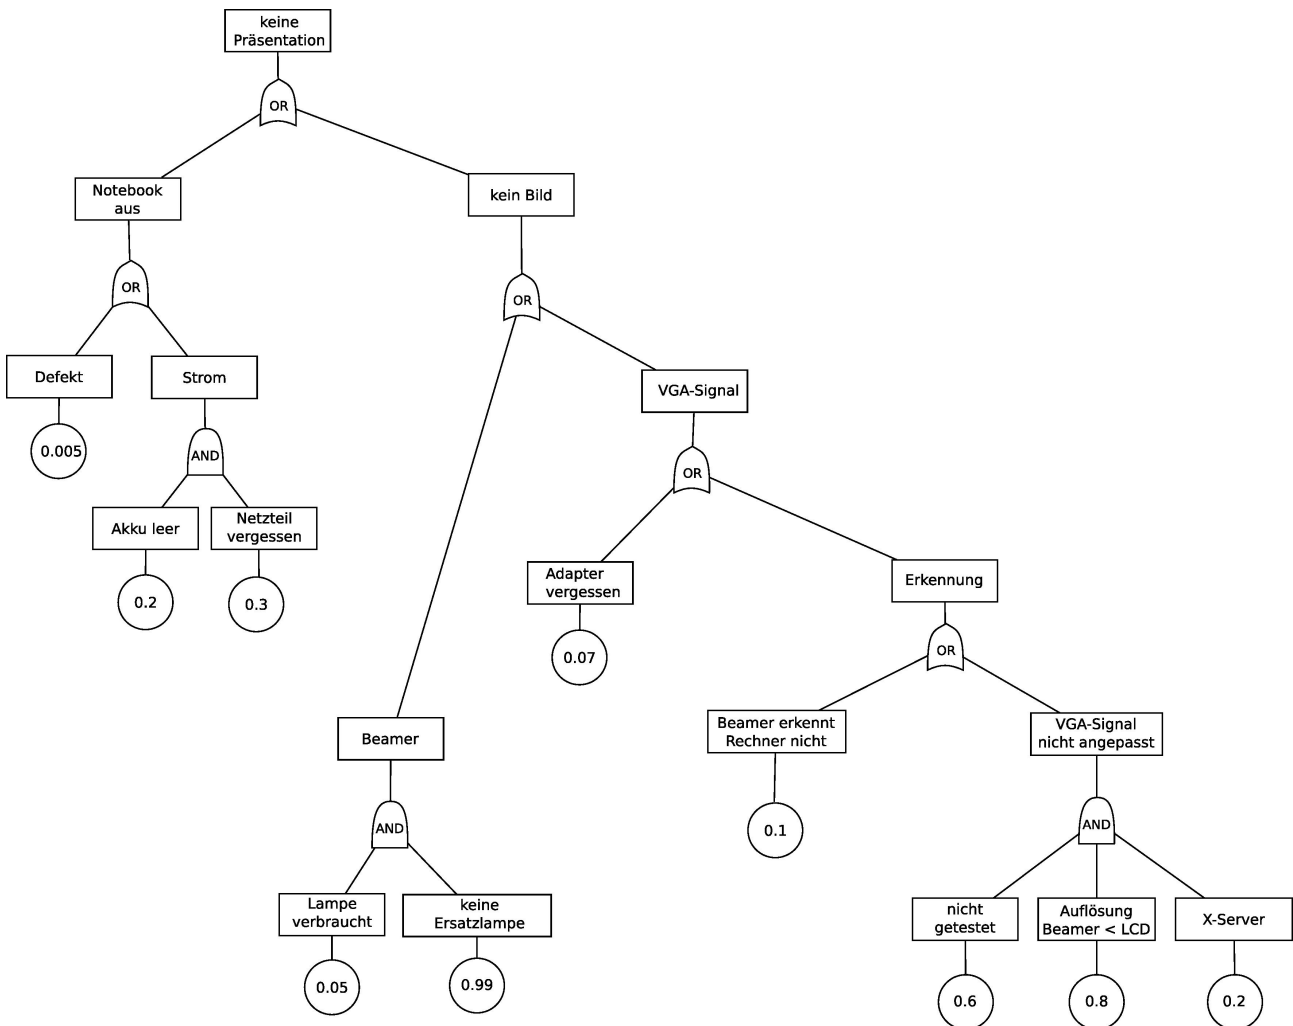 keine
Präsentation
OR
Notebook
aus
kein Bild
OR
OR
Defekt
Strom
VGA-Signal
0.005
AND
OR
Akku leer
Netzteil
vergessen
Adapter
vergessen
Erkennung
0.2
0.3
0.07
OR
Beamer
Beamer erkennt
Rechner nicht
VGA-Signal
nicht angepasst
AND
0.1
AND
Lampe
verbraucht
keine
Ersatzlampe
nicht
getestet
Auflösung
Beamer < LCD
X-Server
0.05
0.99
0.6
0.8
0.2